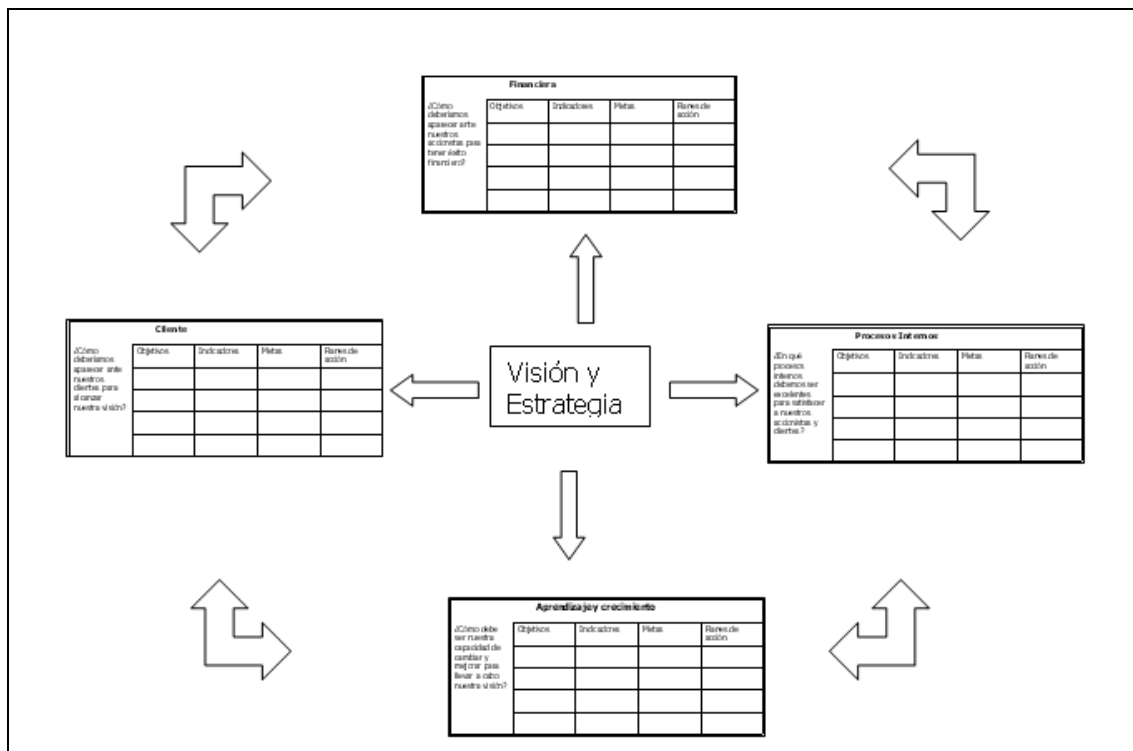 Financiera
¿Cómo
deberíamos
aparecer ante
nuestros
accionistas para
tener éxito
financiero?
Objetivos Indicadores Metas Planes de
acción
Cliente
¿Cómo
deberíamos
aparecer ante
nuestros
clientes para
alcanzar
nuestra visión?
Objetivos Indicadores Metas Planes de
acción
Visión y
Estrategia
Procesos Internos
¿En qué
procesos
internos
debemos ser
excelentes
para satisfacer
a nuestros
accionistas y
clientes?
Objetivos Indicadores Metas Planes de
acción
Aprendizaje y crecimiento
¿Cómo debe
ser nuestra
capacidad de
cambiar y
mejorar para
llevar a cabo
nuestra visión?
Objetivos Indicadores Metas Planes de
acción